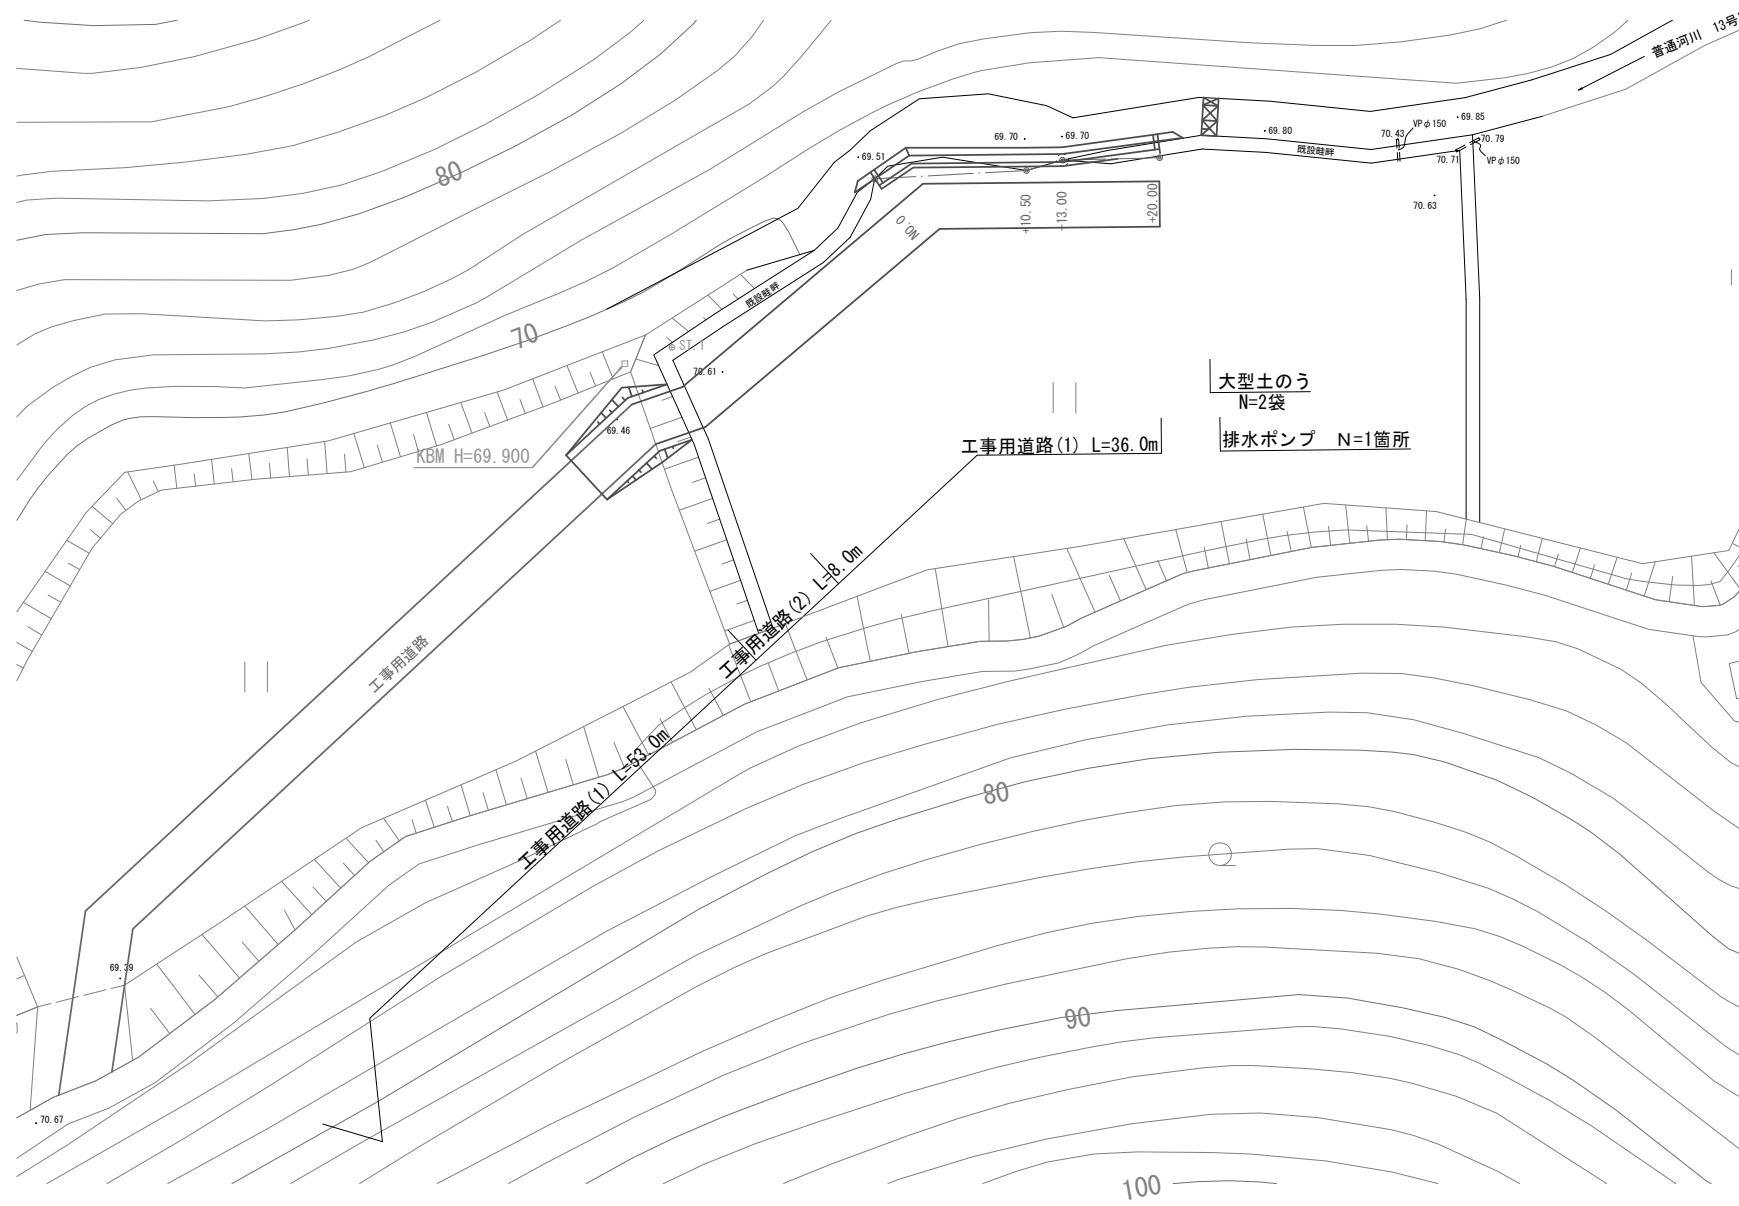 普通河川 13号
80
69.70
69.70
69.51
69.80
70.43
VPφ150
69.85
70.79
70.71
VPφ150
既設畦畔
70.63
+10.50
+13.00
+20.00
NO.0
既設畦畔
70
ST.1
70.61
69.46
KBM H=69.900
大型土のう
N=2袋
工事用道路(1) L=36.0m
排水ポンプ N=1箇所
工事用道路(2) L=8.0m
工事用道路
工事用道路(1) L=53.0m
80
69.39
90
70.67
100